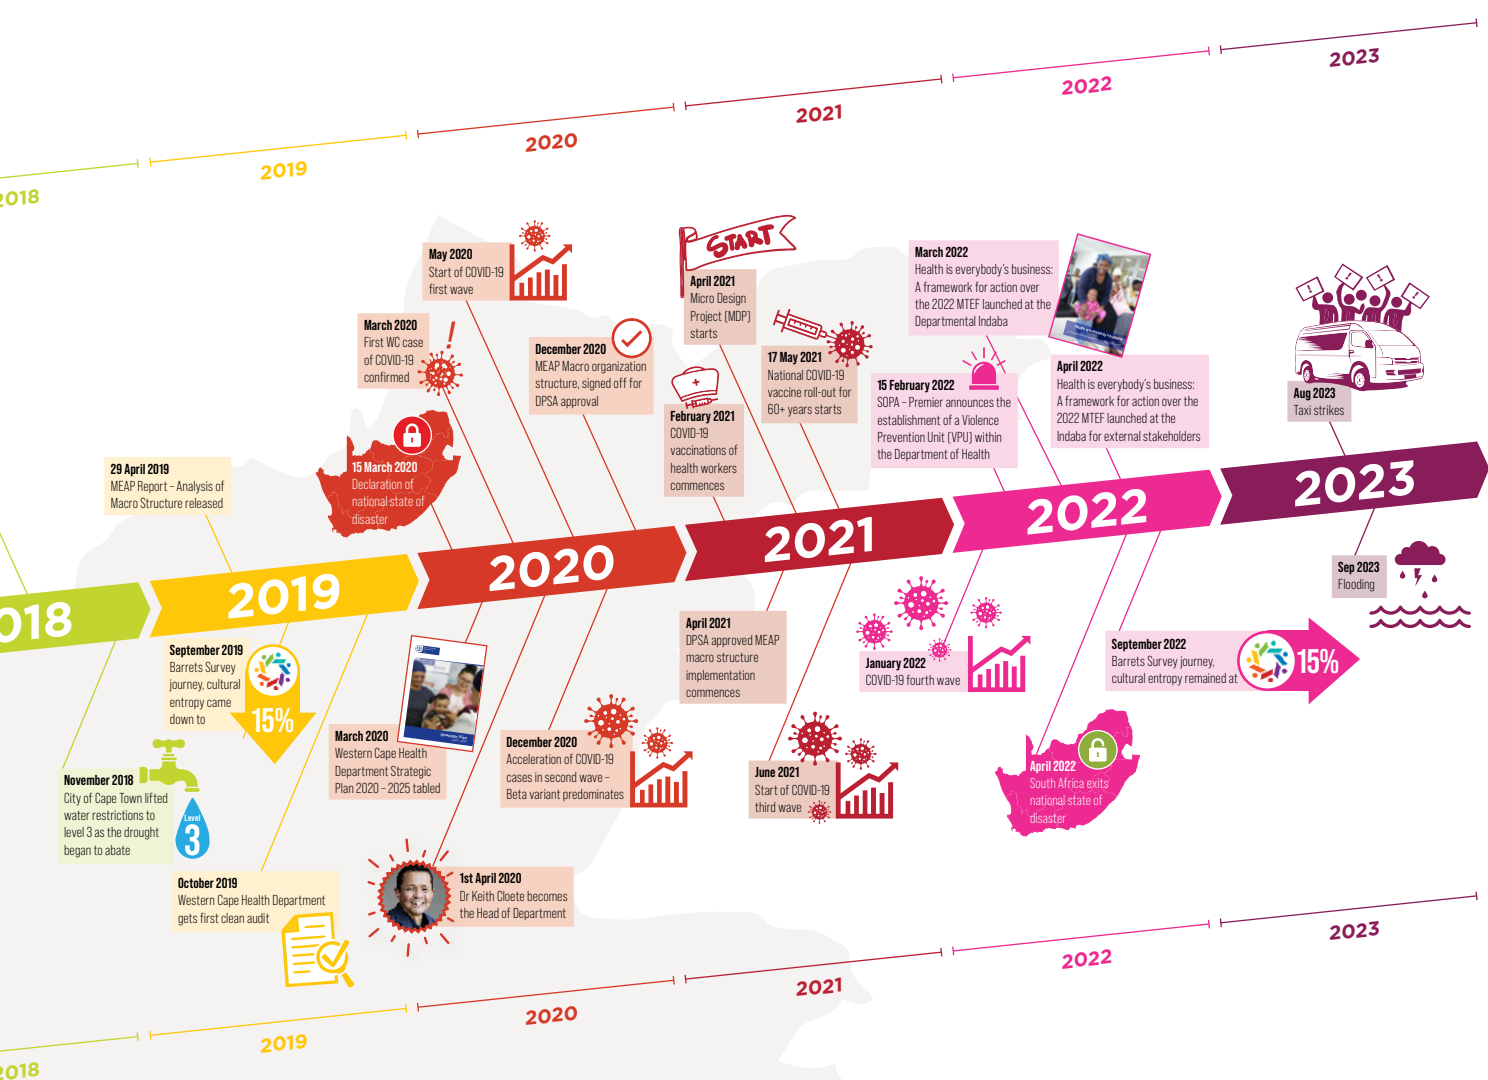 2023
2022
2021
2020
2019
2018
START
May 2020
Start of COVID-19
first wave
March 2020
First WC case
of COVID-19
confirmed
15 March 2020
Declaration of
national state of
disaster
29 April 2019
MEAP Report – Analysis of
Macro Structure released
December 2020
MEAP Macro organization
structure, signed off for
DPSA approval
April 2021
Micro Design
Project (MDP)
starts
February 2021
COVID-19
vaccinations of
health workers
commences
17 May 2021
National COVID-19
vaccine roll-out for
60+ years starts
March 2022
Health is everybody's business:
A framework for action over
the 2022 MTEF launched at the
Departmental Indaba
15 February 2022
SOPA – Premier announces the
establishment of a Violence
Prevention Unit (VPU) within
the Department of Health
April 2022
Health is everybody's business:
A framework for action over the
2022 MTEF launched at the
Indaba for external stakeholders
! ! ! !
Aug 2023
Taxi strikes
018
2019
2020
2021
2022
2023
Sep 2023
Flooding
September 2019
Barrets Survey
journey, cultural
entropy came
down to
15%
November 2018
City of Cape Town lifted
water restrictions to
level 3 as the drought
began to abate
Level
3
October 2019
Western Cape Health Department
gets first clean audit
March 2020
Western Cape Health
Department Strategic
Plan 2020 – 2025 tabled
1st April 2020
Dr Keith Cloete becomes
the Head of Department
December 2020
Acceleration of COVID-19
cases in second wave –
Beta variant predominates
April 2021
DPSA approved MEAP
macro structure
implementation
commences
June 2021
Start of COVID-19
third wave
January 2022
COVID-19 fourth wave
April 2022
South Africa exits
national state of
disaster
September 2022
Barrets Survey journey,
cultural entropy remained at
15%
2023
2022
2021
2020
2019
2018